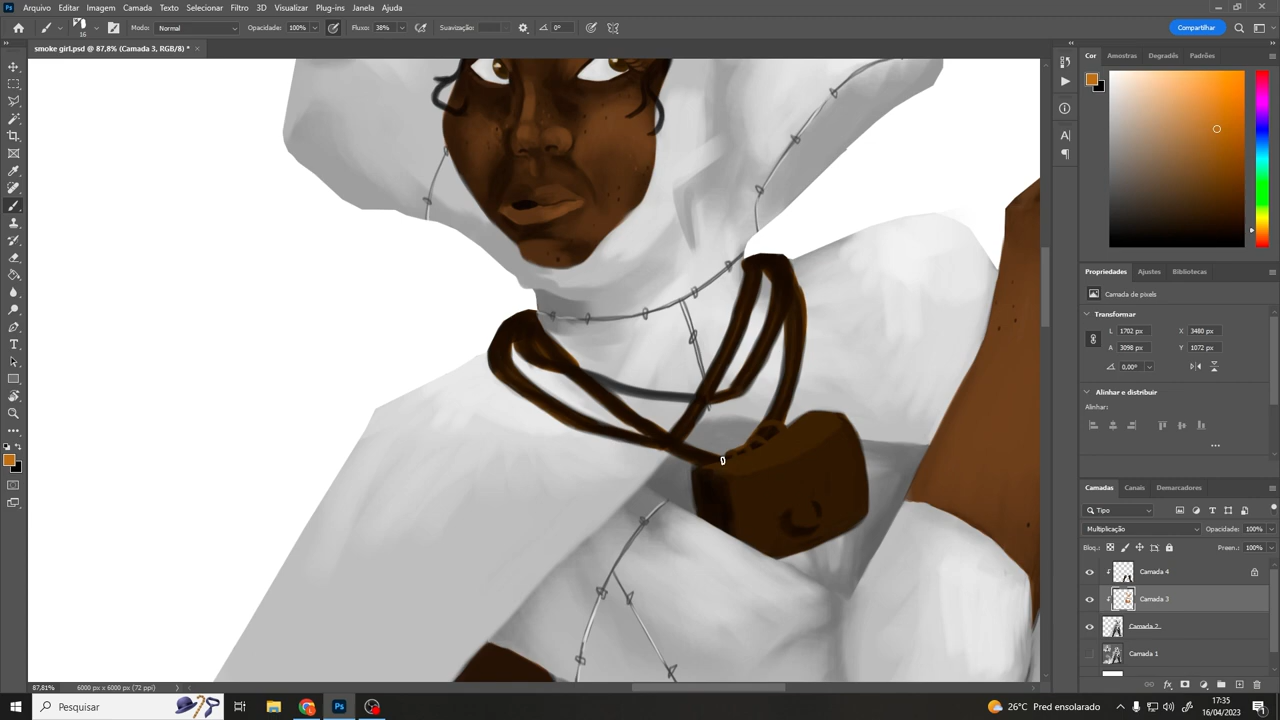 Arquivo Editar Imagem Camada Texto Selecionar Filtro 3D Visualizar Plug-ins Janela Ajuda
16 Modo: Normal Opacidade: 100% Fluxo: 38% Suavização: 0° Compartilhar
smoke girl.psd @ 87,8% (Camada 3, RGB/8) *
Cor Amostras Degradês Padrões
Propriedades Ajustes Bibliotecas
Camada de pixels
Transformar
L 1702 px X 3480 px
A 3098 px Y 1072 px
0,00°
Alinhar e distribuir
Alinhar:
Camadas Canais Demarcadores
Tipo
Multiplicação Opacidade: 100%
Bloq.: Preen.: 100%
Camada 4
Camada 3
Camada 2
Camada 1
87,81% 6000 px x 6000 px (72 ppi)
Pesquisar
26°C Pred ensolarado
17:35
16/04/2023